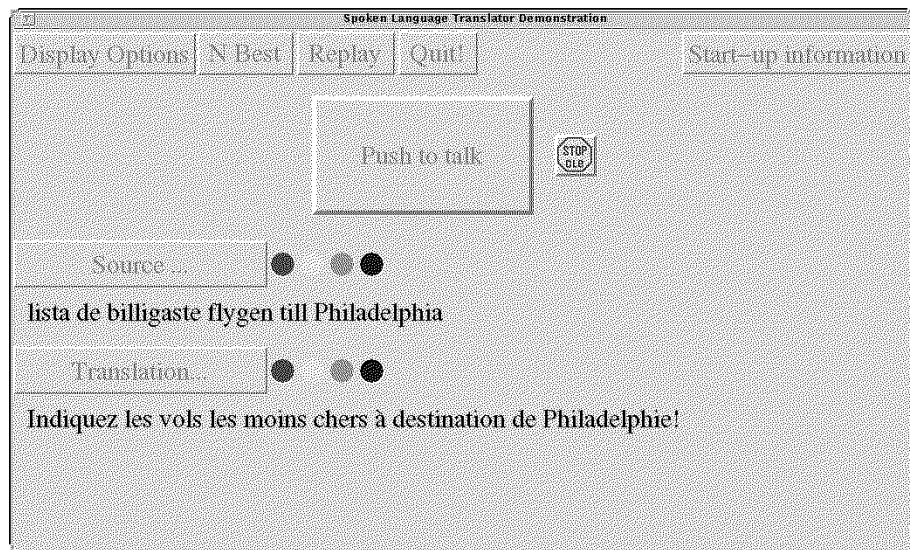 Spoken Language Translator Demonstration
Display Options N Best Replay Quit! Start-up information
Push to talk
STOP
CLE
Source ...
lista de billigaste flygen till Philadelphia
Translation...
Indiquez les vols les moins chers à destination de Philadelphie!